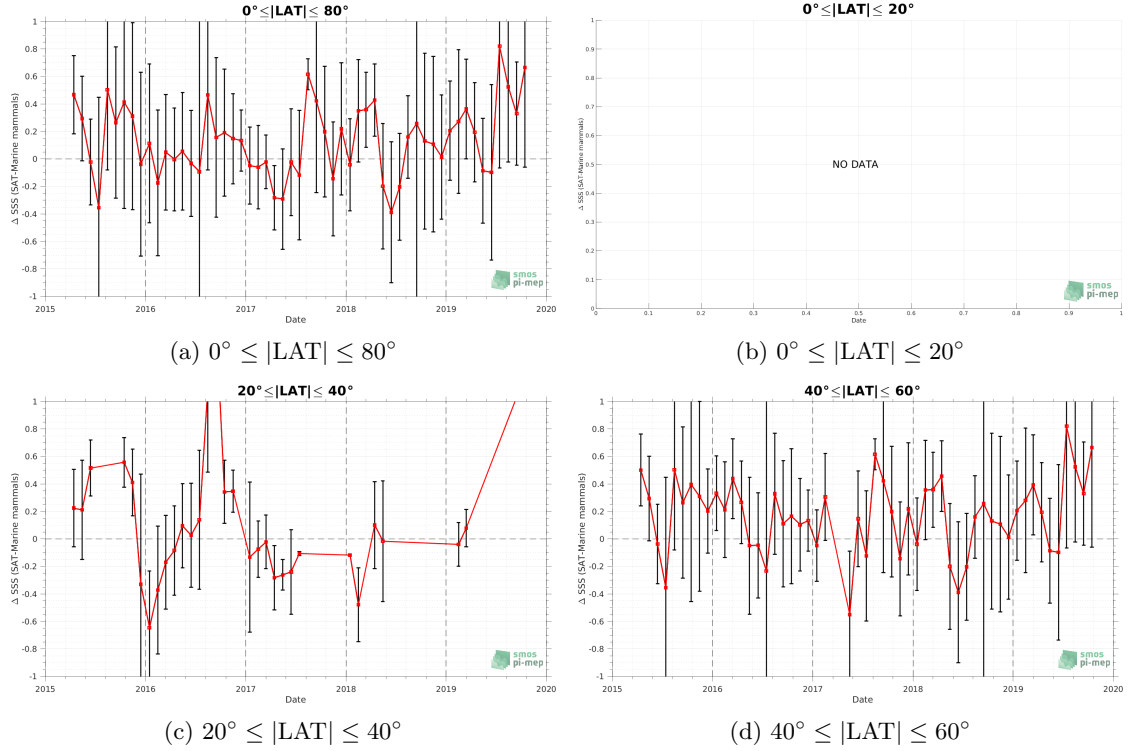 0°≤|LAT|≤ 80°
Δ SSS (SAT-Marine mammals)
1
0.8
0.6
0.4
0.2
0
-0.2
-0.4
-0.6
-0.8
-1
2015 2016 2017 2018 2019 2020
Date
smos
pi-mep
(a) 0° ≤ |LAT| ≤ 80°
0°≤|LAT|≤ 20°
Δ SSS (SAT-Marine mammals)
1
0.9
0.8
0.7
0.6
0.5
0.4
0.3
0.2
0.1
0
NO DATA
0 0.1 0.2 0.3 0.4 0.5 0.6 0.7 0.8 0.9 1
Date
smos
pi-mep
(b) 0° ≤ |LAT| ≤ 20°
20°≤|LAT|≤ 40°
Δ SSS (SAT-Marine mammals)
1
0.8
0.6
0.4
0.2
0
-0.2
-0.4
-0.6
-0.8
-1
2015 2016 2017 2018 2019 2020
Date
smos
pi-mep
(c) 20° ≤ |LAT| ≤ 40°
40°≤|LAT|≤ 60°
Δ SSS (SAT-Marine mammals)
1
0.8
0.6
0.4
0.2
0
-0.2
-0.4
-0.6
-0.8
-1
2015 2016 2017 2018 2019 2020
Date
smos
pi-mep
(d) 40° ≤ |LAT| ≤ 60°